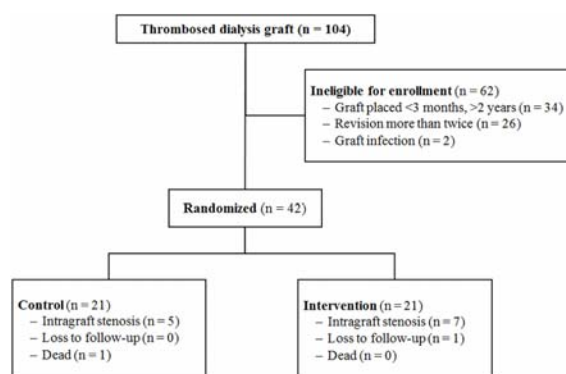 Thrombosed dialysis graft (n = 104)
Ineligible for enrollment (n = 62)
– Graft placed <3 months, >2 years (n = 34)
– Revision more than twice (n = 26)
– Graft infection (n = 2)
Randomized (n = 42)
Control (n = 21)
– Intragraft stenosis (n = 5)
– Loss to follow-up (n = 0)
– Dead (n = 1)
Intervention (n = 21)
– Intragraft stenosis (n = 7)
– Loss to follow-up (n = 1)
– Dead (n = 0)